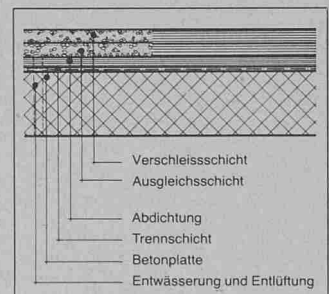 Verschleissschicht
Ausgleichsschicht
Abdichtung
Trennschicht
Betonplatte
Entwässerung und Entlüftung